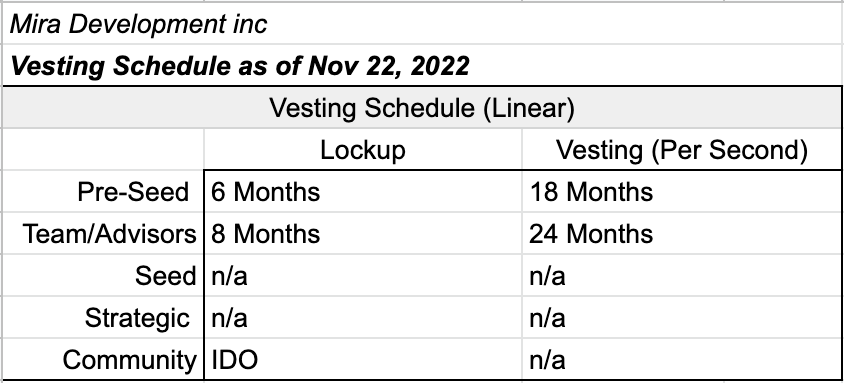 Mira Development inc
Vesting Schedule as of Nov 22, 2022
Vesting Schedule (Linear)
Lockup Vesting (Per Second)
Pre-Seed 6 Months 18 Months
Team/Advisors 8 Months 24 Months
Seed n/a n/a
Strategic n/a n/a
Community IDO n/a